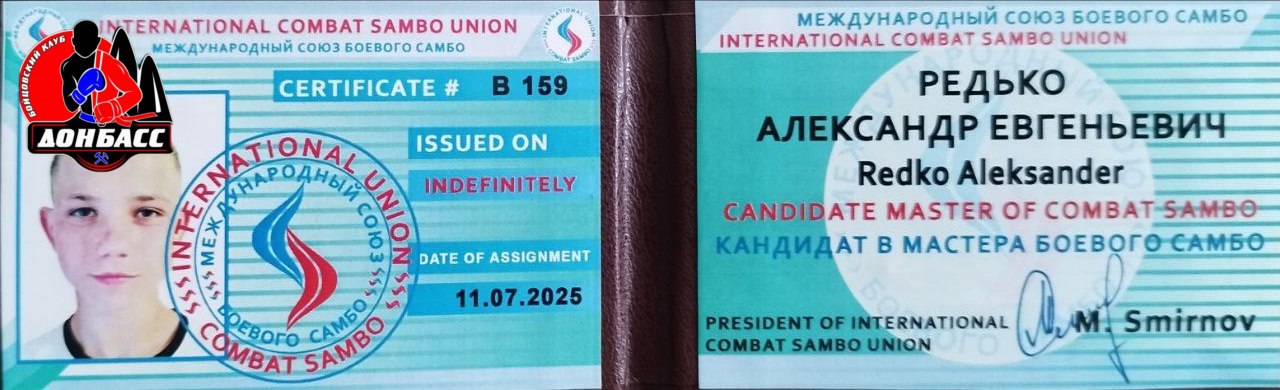 INTERNATIONAL COMBAT SAMBO UNION
МЕЖДУНАРОДНЫЙ СОЮЗ БОЕВОГО САМБО
БОЙЦОВСКИЙ КЛУБ
ДОНБАСС
CERTIFICATE # B 159
ISSUED ON
INDEFINITELY
DATE OF ASSIGNMENT
11.07.2025
INTERNATIONAL UNION
COMBAT SAMBO
МЕЖДУНАРОДНЫЙ СОЮЗ
БОЕВОГО САМБО
МЕЖДУНАРОДНЫЙ СОЮЗ БОЕВОГО САМБО
INTERNATIONAL COMBAT SAMBO UNION
РЕДЬКО
АЛЕКСАНДР ЕВГЕНЬЕВИЧ
Redko Aleksander
CANDIDATE MASTER OF COMBAT SAMBO
КАНДИДАТ В МАСТЕРА БОЕВОГО САМБО
PRESIDENT OF INTERNATIONAL
COMBAT SAMBO UNION
M. Smirnov